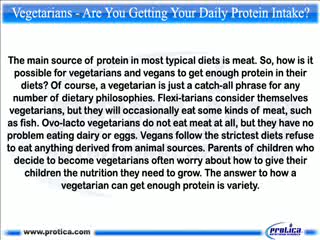 Vegetarians - Are You Getting Your Daily Protein Intake?
The main source of protein in most typical diets is meat. So, how is it
possible for vegetarians and vegans to get enough protein in their
diets? Of course, a vegetarian is just a catch-all phrase for any
number of dietary philosophies. Flexi-tarians consider themselves
vegetarians, but they will occasionally eat some kinds of meat, such
as fish. Ovo-lacto vegetarians do not eat meat at all, but they have no
problem eating dairy or eggs. Vegans follow the strictest diets refuse
to eat anything derived from animal sources. Parents of children who
decide to become vegetarians often worry about how to give their
children the nutrition they need to grow. The answer to how a
vegetarian can get enough protein is variety.
www.protica.com
protica